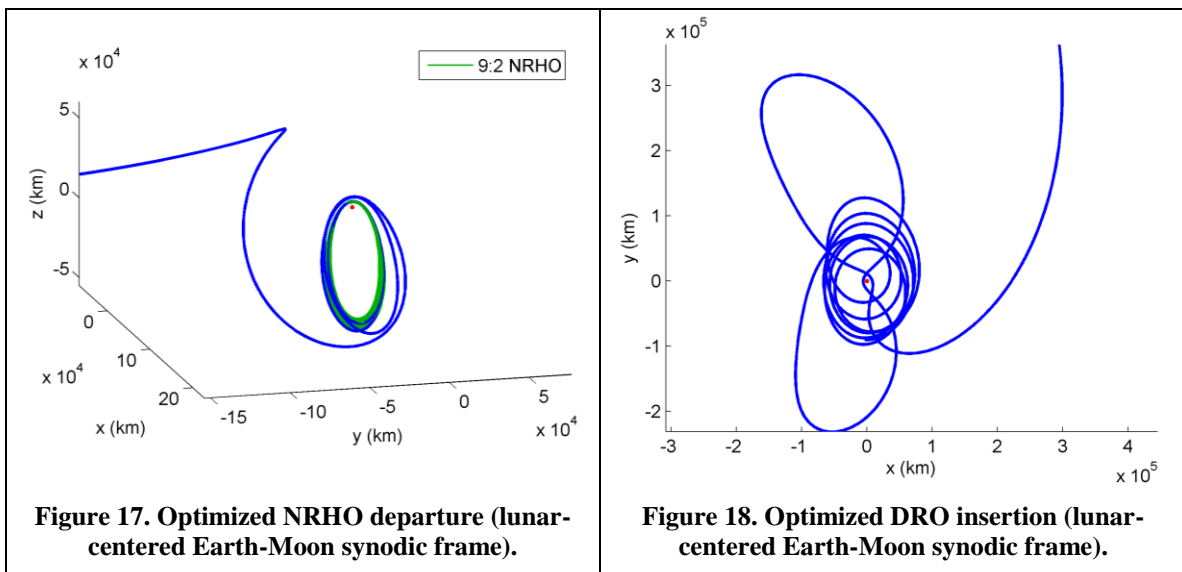 x 10^4
9:2 NRHO
5
0
-5
z (km)
0
10
20
x 10^4
x (km)
-15
-10
-5
0
5
y (km)
x 10^4
Figure 17. Optimized NRHO departure (lunar-
centered Earth-Moon synodic frame).
x 10^5
3
2
1
0
-1
-2
y (km)
-3
-2
-1
0
1
2
3
4
x (km)
x 10^5
Figure 18. Optimized DRO insertion (lunar-
centered Earth-Moon synodic frame).